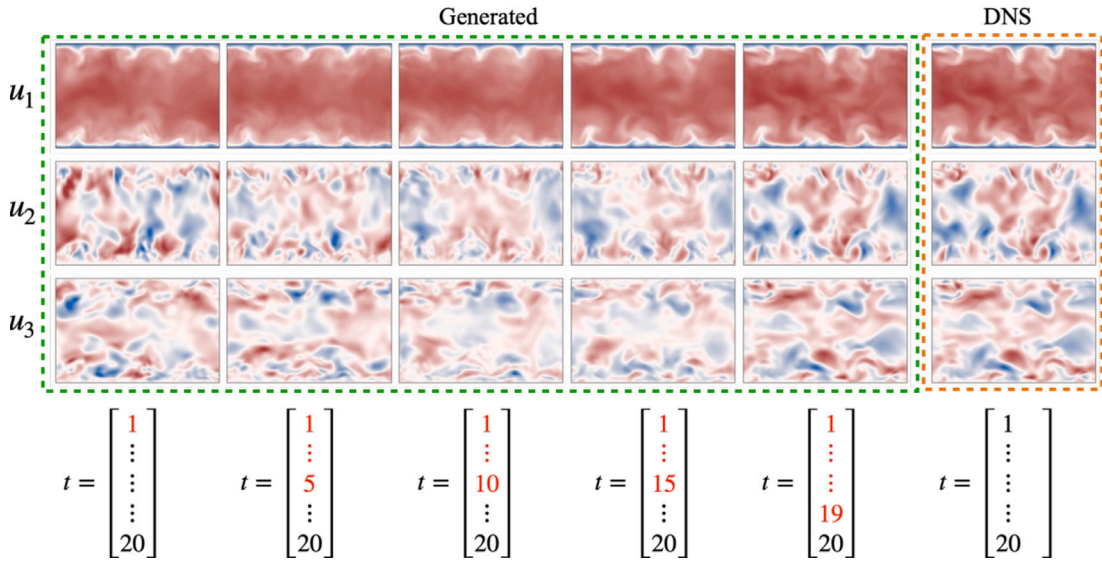 Generated DNS
u₁
u₂
u₃
t = [1 ⋮ ⋮ ⋮ 20] t = [1 ⋮ 5 ⋮ 20] t = [1 ⋮ 10 ⋮ 20] t = [1 ⋮ 15 ⋮ 20] t = [1 ⋮ ⋮ 19 20] t = [1 ⋮ ⋮ ⋮ 20]